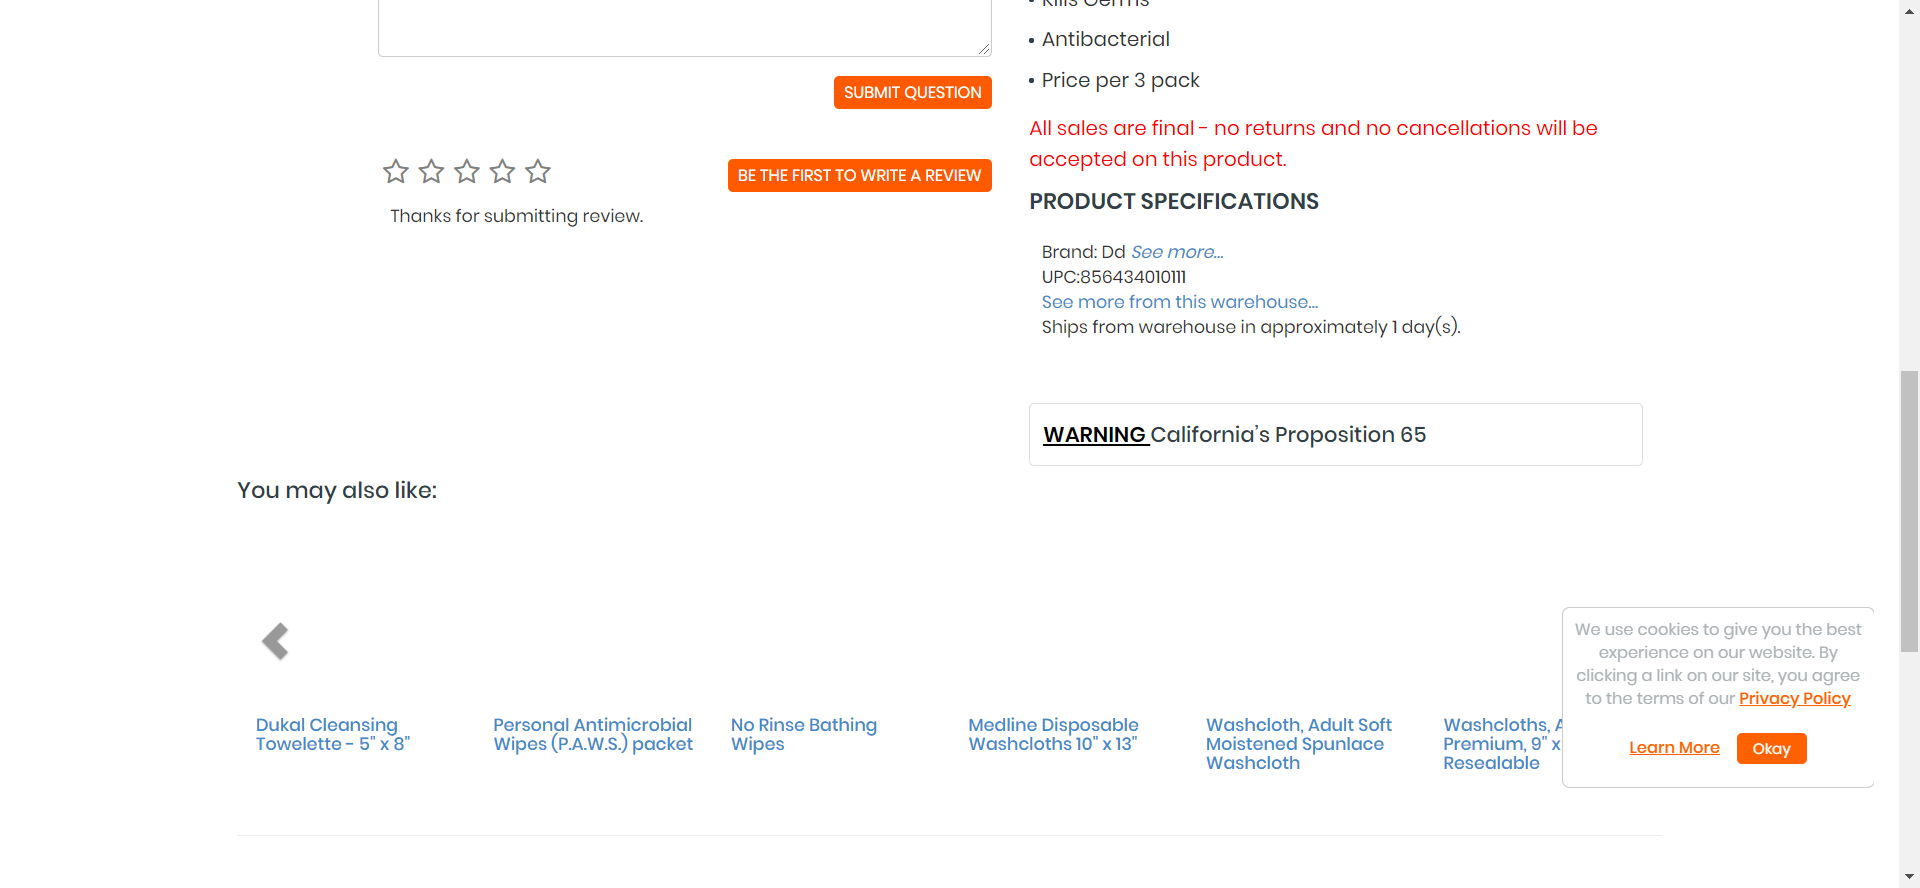 • Kills Germs
• Antibacterial
• Price per 3 pack
SUBMIT QUESTION
All sales are final - no returns and no cancellations will be
accepted on this product.
BE THE FIRST TO WRITE A REVIEW
Thanks for submitting review.
PRODUCT SPECIFICATIONS
Brand: Dd See more...
UPC:856434010111
See more from this warehouse...
Ships from warehouse in approximately 1 day(s).
WARNING California's Proposition 65
You may also like:
Dukal Cleansing
Towelette - 5" x 8"
Personal Antimicrobial
Wipes (P.A.W.S.) packet
No Rinse Bathing
Wipes
Medline Disposable
Washcloths 10" x 13"
Washcloth, Adult Soft
Moistened Spunlace
Washcloth
Washcloths,
Premium, 9" x
Resealable
We use cookies to give you the best
experience on our website. By
clicking a link on our site, you agree
to the terms of our Privacy Policy
Learn More
Okay